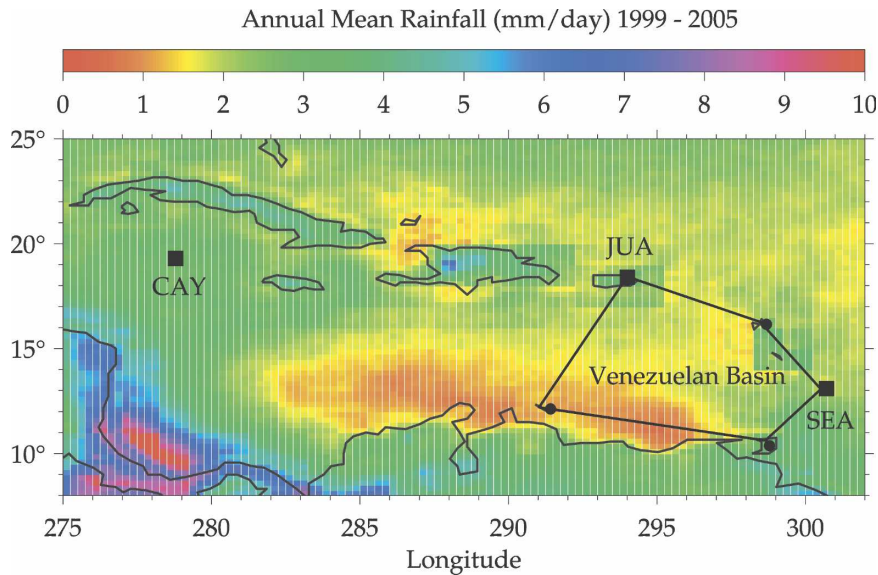 Annual Mean Rainfall (mm/day) 1999 - 2005
0 1 2 3 4 5 6 7 8 9 10
25°
20°
15°
10°
JUA
CAY
Venezuelan Basin
SEA
275 280 285 290 295 300
Longitude